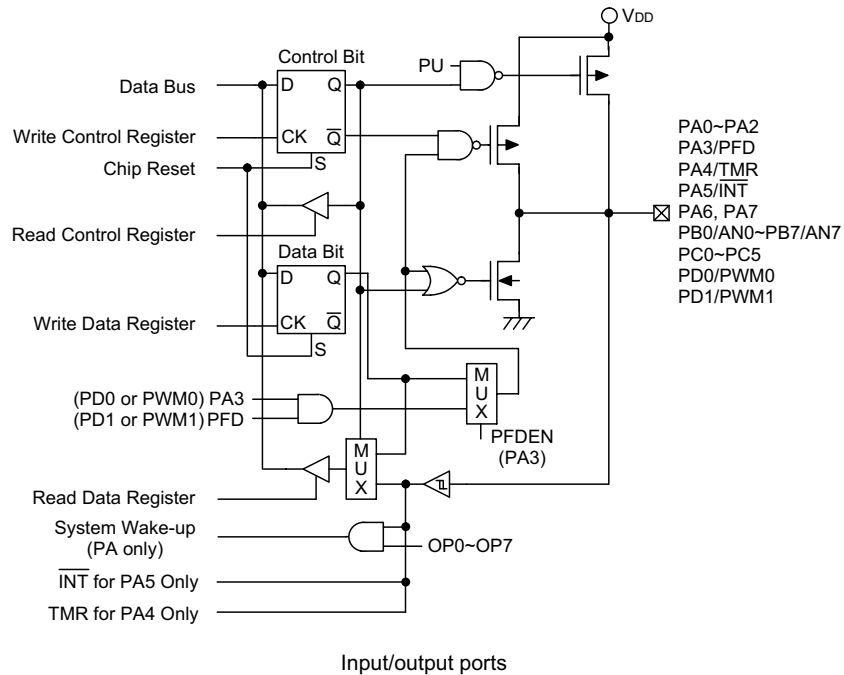 VDD
Control Bit
PU
Data Bus
D Q
Write Control Register
CK Q̅
Chip Reset
S
Read Control Register
Data Bit
D Q
Write Data Register
CK Q̅
S
PA0~PA2
PA3/PFD
PA4/TMR
PA5/I̅N̅T̅
PA6, PA7
PB0/AN0~PB7/AN7
PC0~PC5
PD0/PWM0
PD1/PWM1
(PD0 or PWM0) PA3
(PD1 or PWM1) PFD
M
U
X
PFDEN
(PA3)
M
U
X
Read Data Register
System Wake-up
(PA only)
OP0~OP7
I̅N̅T̅ for PA5 Only
TMR for PA4 Only
Input/output ports